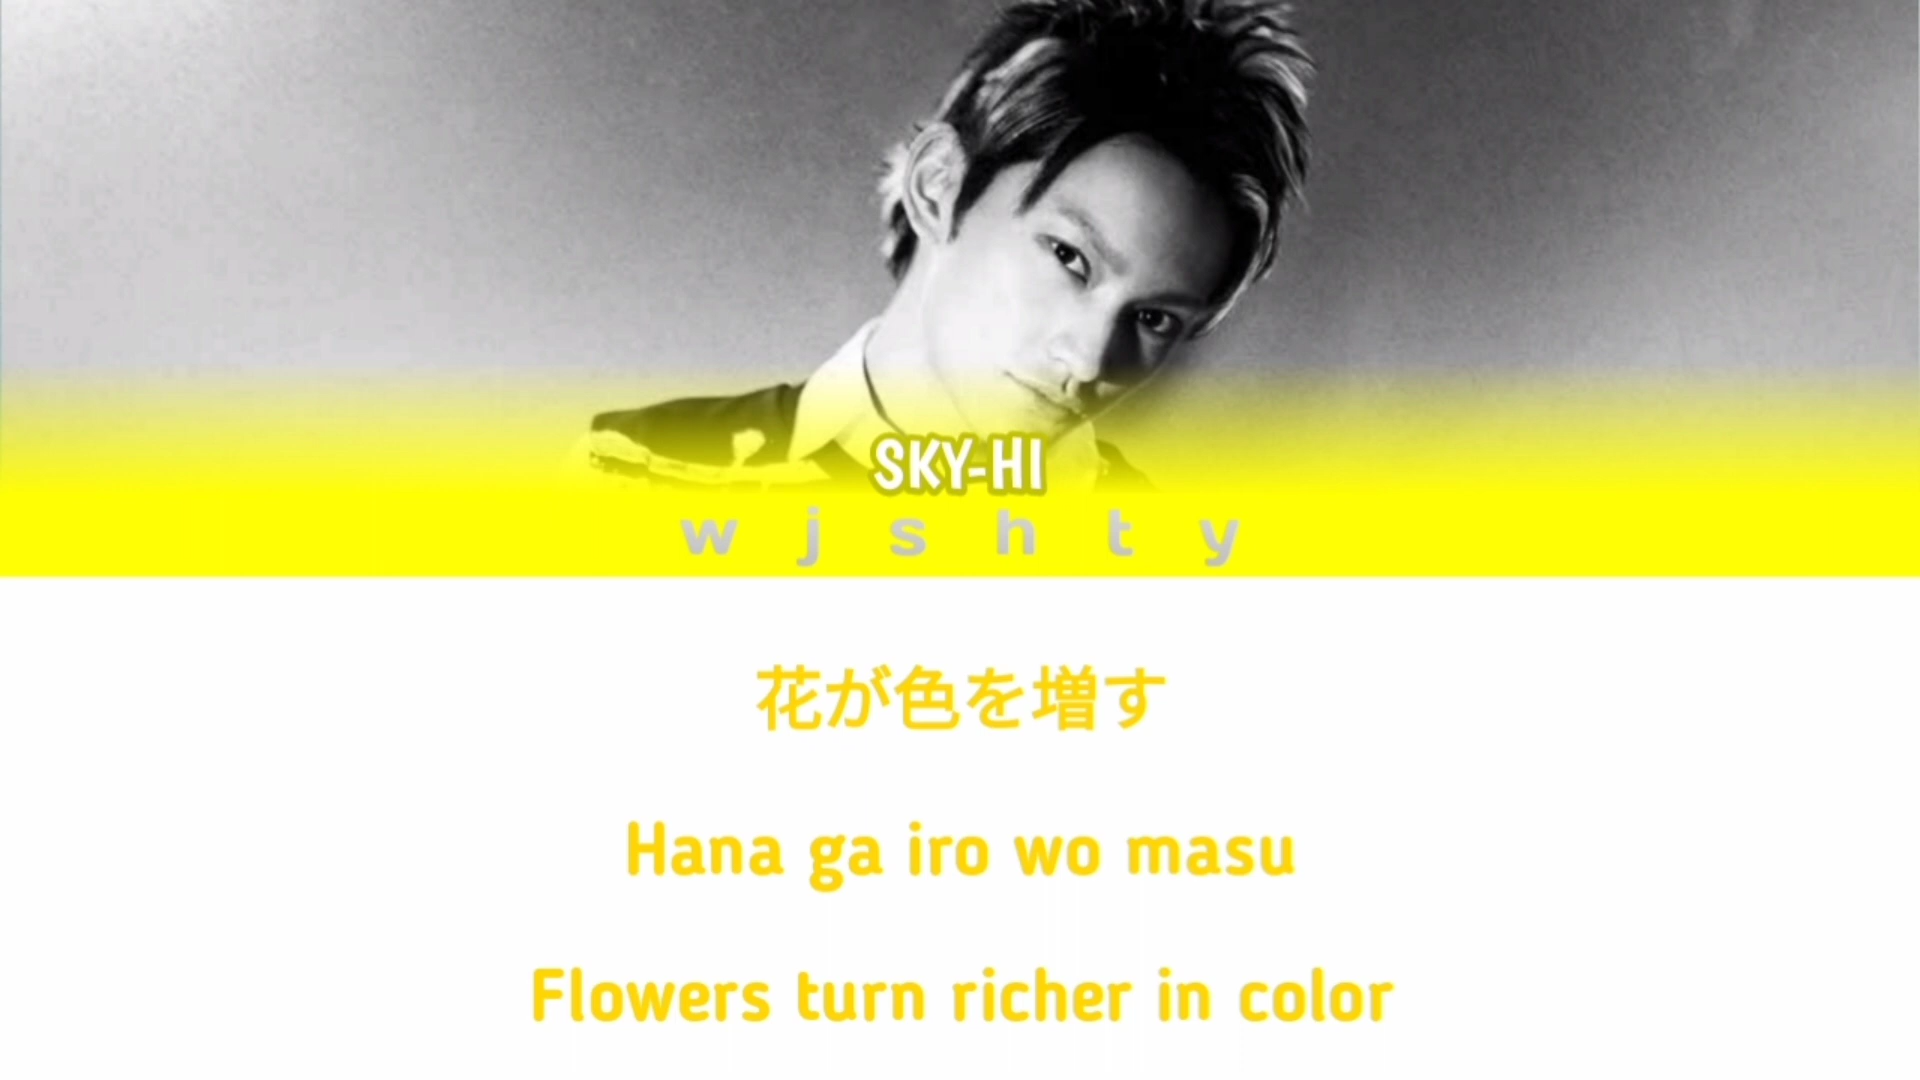 SKY-HI
w j s h t y
花が色を増す
Hana ga iro wo masu
Flowers turn richer in color